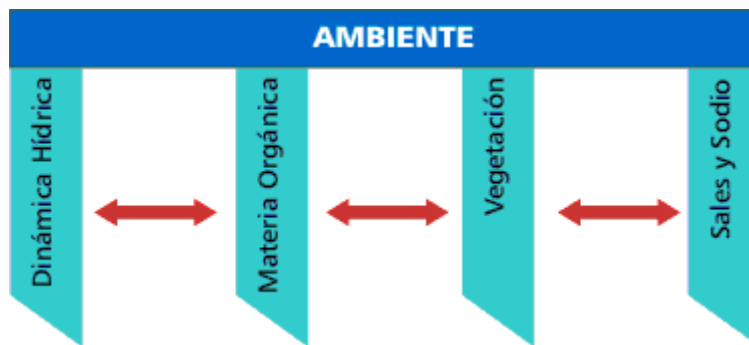 AMBIENTE
Dinámica Hídrica
Materia Orgánica
Vegetación
Sales y Sodio